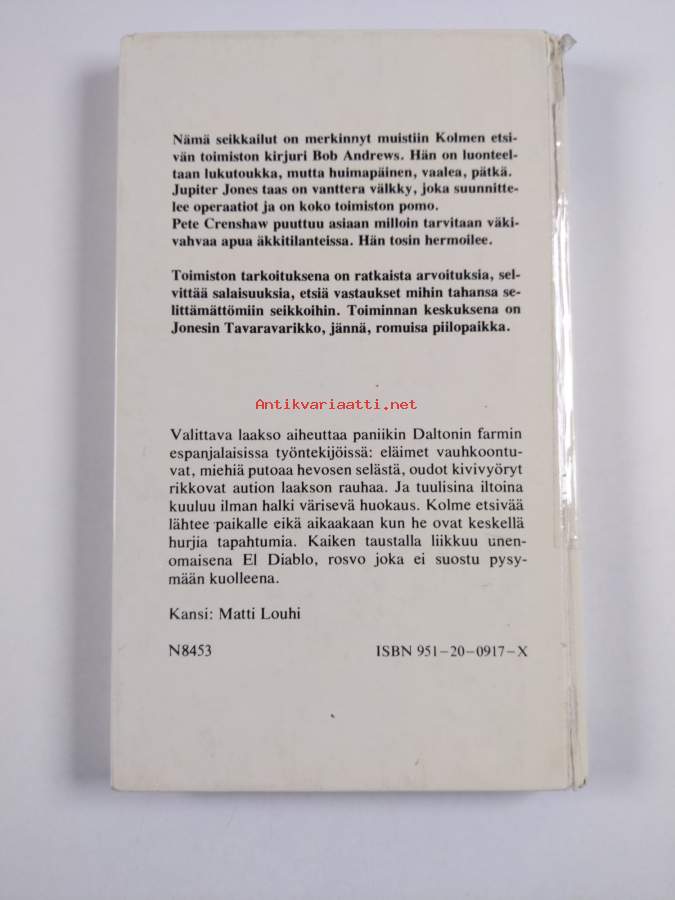 Nämä seikkailut on merkinnyt muistiin Kolmen etsi-
vän toimiston kirjuri Bob Andrews. Hän on luonteel-
taan lukutoukka, mutta huimapäinen, vaalea, pätkä.
Jupiter Jones taas on vanttera välkky, joka suunnitte-
lee operaatiot ja on koko toimiston pomo.
Pete Crenshaw puuttuu asiaan milloin tarvitaan väki-
vahvaa apua äkkitilanteissa. Hän tosin hermoilee.
Toimiston tarkoituksena on ratkaista arvoituksia, sel-
vittää salaisuuksia, etsiä vastaukset mihin tahansa se-
littämättömiin seikkoihin. Toiminnan keskuksena on
Jonesin Tavaravarikko, jännä, romuisa piilopaikka.
Antikvariaatti.net
Valittava laakso aiheuttaa paniikin Daltonin farmin
espanjalaisissa työntekijöissä: eläimet vauhkoontu-
vat, miehiä putoaa hevosen selästä, oudot kivivyöryt
rikkovat aution laakson rauhaa. Ja tuulisina iltoina
kuuluu ilman halki värisevä huokaus. Kolme etsivää
lähtee paikalle eikä aikaakaan kun he ovat keskellä
hurjia tapahtumia. Kaiken taustalla liikkuu unen-
omaisena El Diablo, rosvo joka ei suostu pysy-
mään kuolleena.
Kansi: Matti Louhi
N8453 ISBN 951-20-0917-X